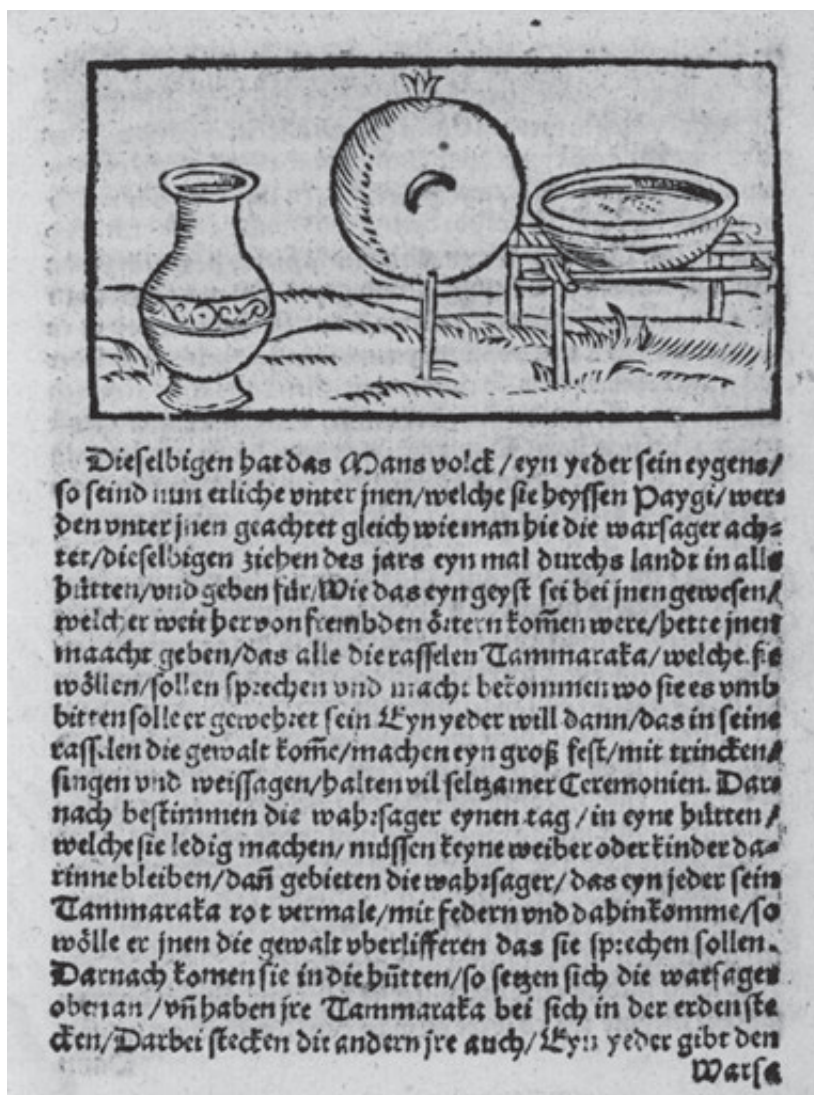 Dieselbigen hat das Mans volck / eyn yeder sein eygens /
so seind nun etliche vnter jnen / welche sie heyssen Paygi / wer-
den vnter jnen geachtet gleich wie man hie die warsager ach-
tet / dieselbigen ziehen des jars eyn mal durchs landt in alle
hütten / vnd geben für / Wie das eyn geyst sei bei jnen gewesen /
welcher weit her von frembden örtern kom̃en were / hette jnen
maacht geben / das alle die rasselen Tammaraka / welche sie
wöllen / sollen sprechen vnd macht bekommen wo sie es vmb
bitten solle er gewehret sein Eyn yeder will dann / das in seine
rasselen die gewalt kom̃e / machen eyn groß fest / mit trincken /
singen vnd weissagen / halten vil seltzamer Ceremonien. Dar-
nach bestimmen die wahrsager eynen tag / in eyne hütten /
welche sie ledig machen / müssen keyne weiber oder kinder da-
rinne bleiben / dañ gebieten die wahrsager / das eyn jeder sein
Tammaraka rot vermale / mit federn vnd dahin komme / so
wölle er jnen die gewalt vberlifferen das sie sprechen sollen.
Darnach komen sie in die hütten / so setzen sich die warsager
oben an / vñ haben jre Tammaraka bei sich in der erden ste
cken / Darbei stecken die andern jre auch / Eyn yeder gibt den
Warsa